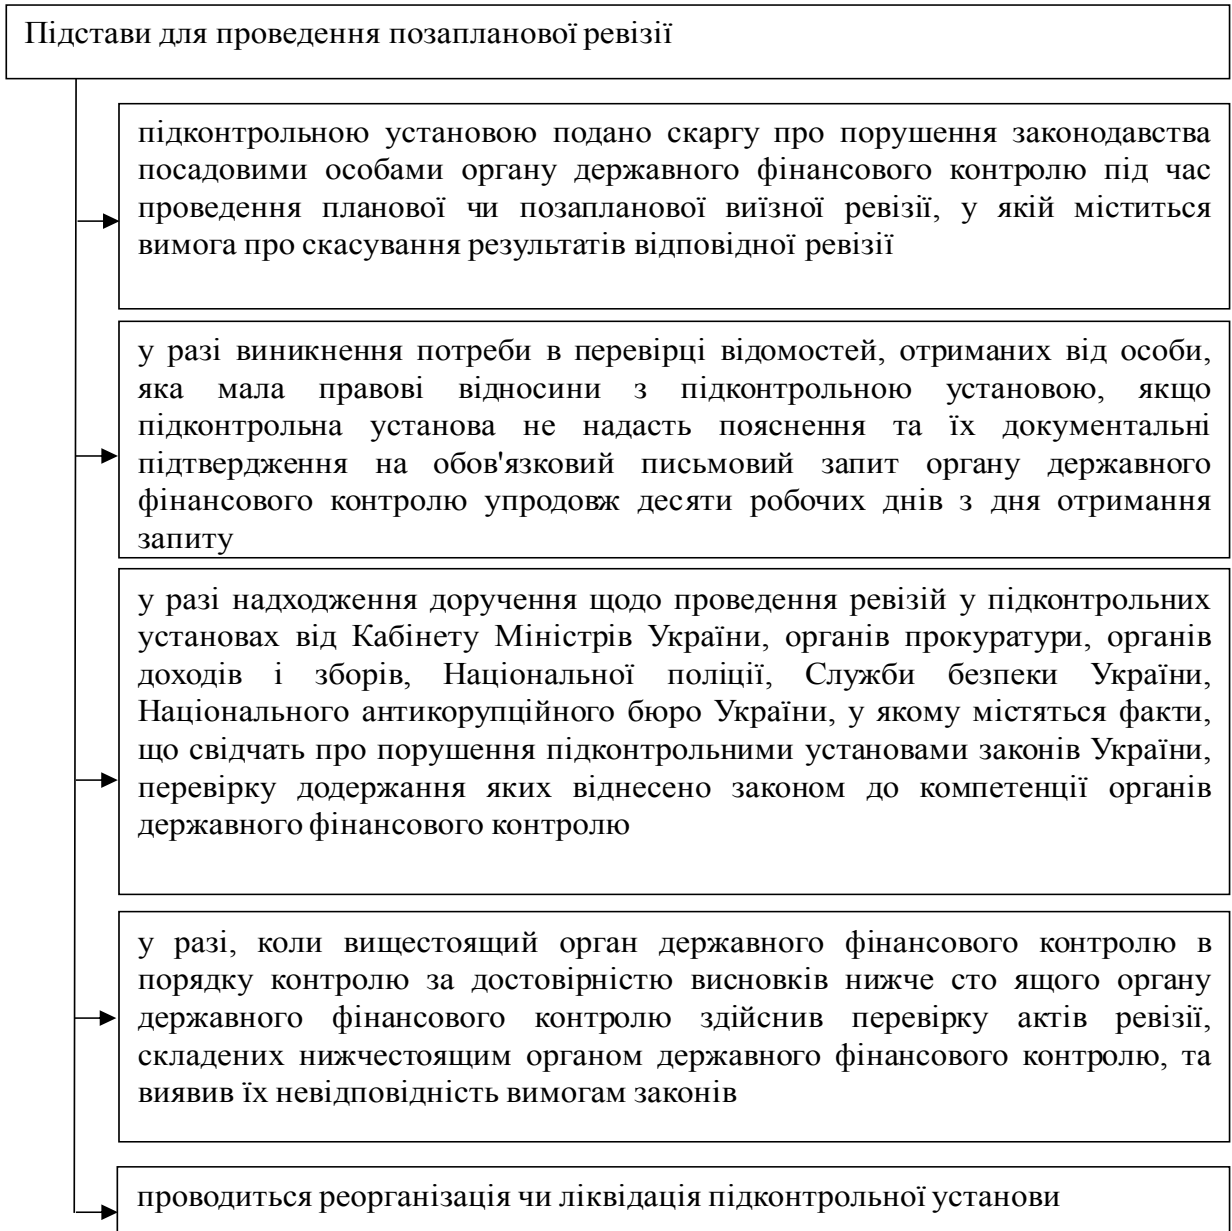 Підстави для проведення позапланової ревізії
підконтрольною установою подано скаргу про порушення законодавства
посадовими особами органу державного фінансового контролю під час
проведення планової чи позапланової виїзної ревізії, у якій міститься
вимога про скасування результатів відповідної ревізії
у разі виникнення потреби в перевірці відомостей, отриманих від особи,
яка мала правові відносини з підконтрольною установою, якщо
підконтрольна установа не надасть пояснення та їх документальні
підтвердження на обов'язковий письмовий запит органу державного
фінансового контролю упродовж десяти робочих днів з дня отримання
запиту
у разі надходження доручення щодо проведення ревізій у підконтрольних
установах від Кабінету Міністрів України, органів прокуратури, органів
доходів і зборів, Національної поліції, Служби безпеки України,
Національного антикорупційного бюро України, у якому містяться факти,
що свідчать про порушення підконтрольними установами законів України,
перевірку додержання яких віднесено законом до компетенції органів
державного фінансового контролю
у разі, коли вищестоящий орган державного фінансового контролю в
порядку контролю за достовірністю висновків нижче сто ящого органу
державного фінансового контролю здійснив перевірку актів ревізії,
складених нижчестоящим органом державного фінансового контролю, та
виявив їх невідповідність вимогам законів
проводиться реорганізація чи ліквідація підконтрольної установи